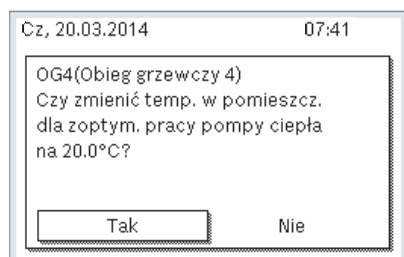 Cz, 20.03.2014 07:41
OG4(Obieg grzewczy 4)
Czy zmienić temp. w pomieszcz.
dla zoptym. pracy pompy ciepła
na 20.0°C?
Tak Nie